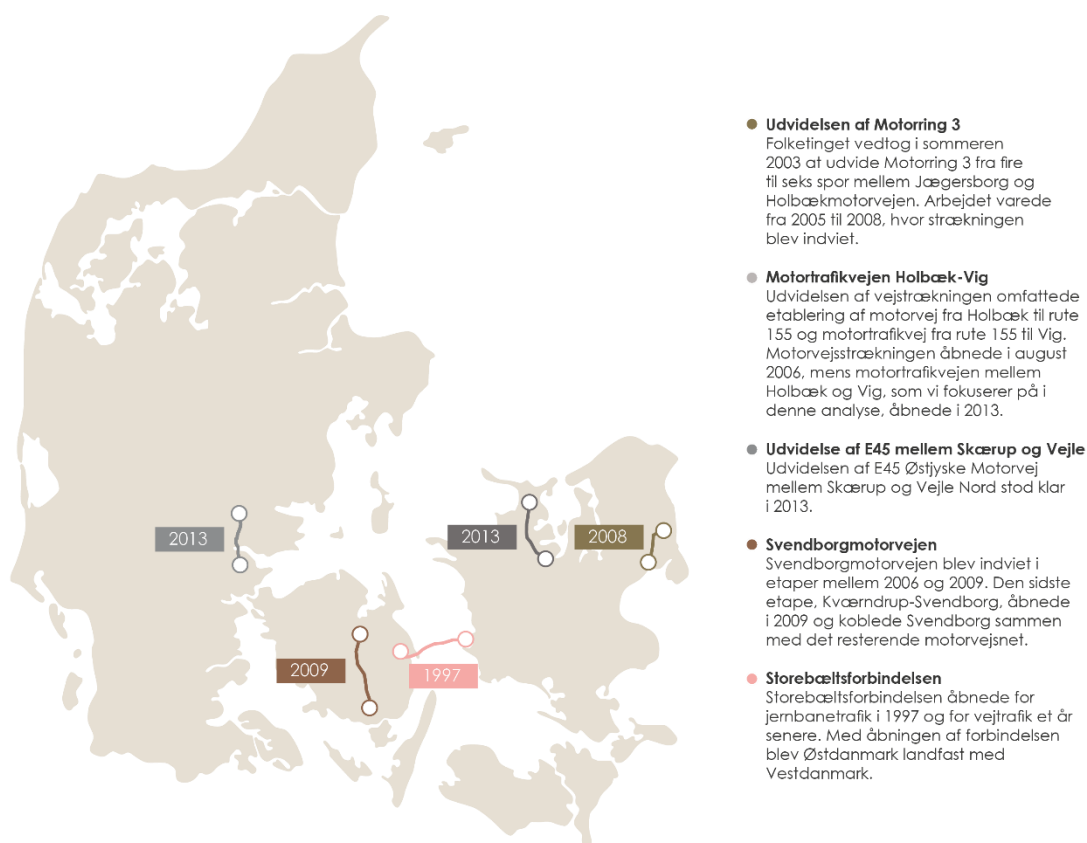 Udvidelsen af Motorring 3
Folketinget vedtog i sommeren
2003 at udvide Motorring 3 fra fire
til seks spor mellem Jægersborg og
Holbækmotorvejen. Arbejdet varede
fra 2005 til 2008, hvor strækningen
blev indviet.
Motortrafikvejen Holbæk-Vig
Udvidelsen af vejstrækningen omfattede
etablering af motorvej fra Holbæk til rute
155 og motortrafikvej fra rute 155 til Vig.
Motorvejsstrækningen åbnede i august
2006, mens motortrafikvejen mellem
Holbæk og Vig, som vi fokuserer på i
denne analyse, åbnede i 2013.
Udvidelse af E45 mellem Skærup og Vejle
Udvidelsen af E45 Østjyske Motorvej
mellem Skærup og Vejle Nord stod klar
i 2013.
Svendborgmotorvejen
Svendborgmotorvejen blev indviet i
etaper mellem 2006 og 2009. Den sidste
etape, Kværndrup-Svendborg, åbnede
i 2009 og koblede Svendborg sammen
med det resterende motorvejsnet.
Storebæltsforbindelsen
Storebæltsforbindelsen åbnede for
jernbanetrafik i 1997 og for vejtrafik et år
senere. Med åbningen af forbindelsen
blev Østdanmark landfast med
Vestdanmark.
2013
2013
2008
2009
1997